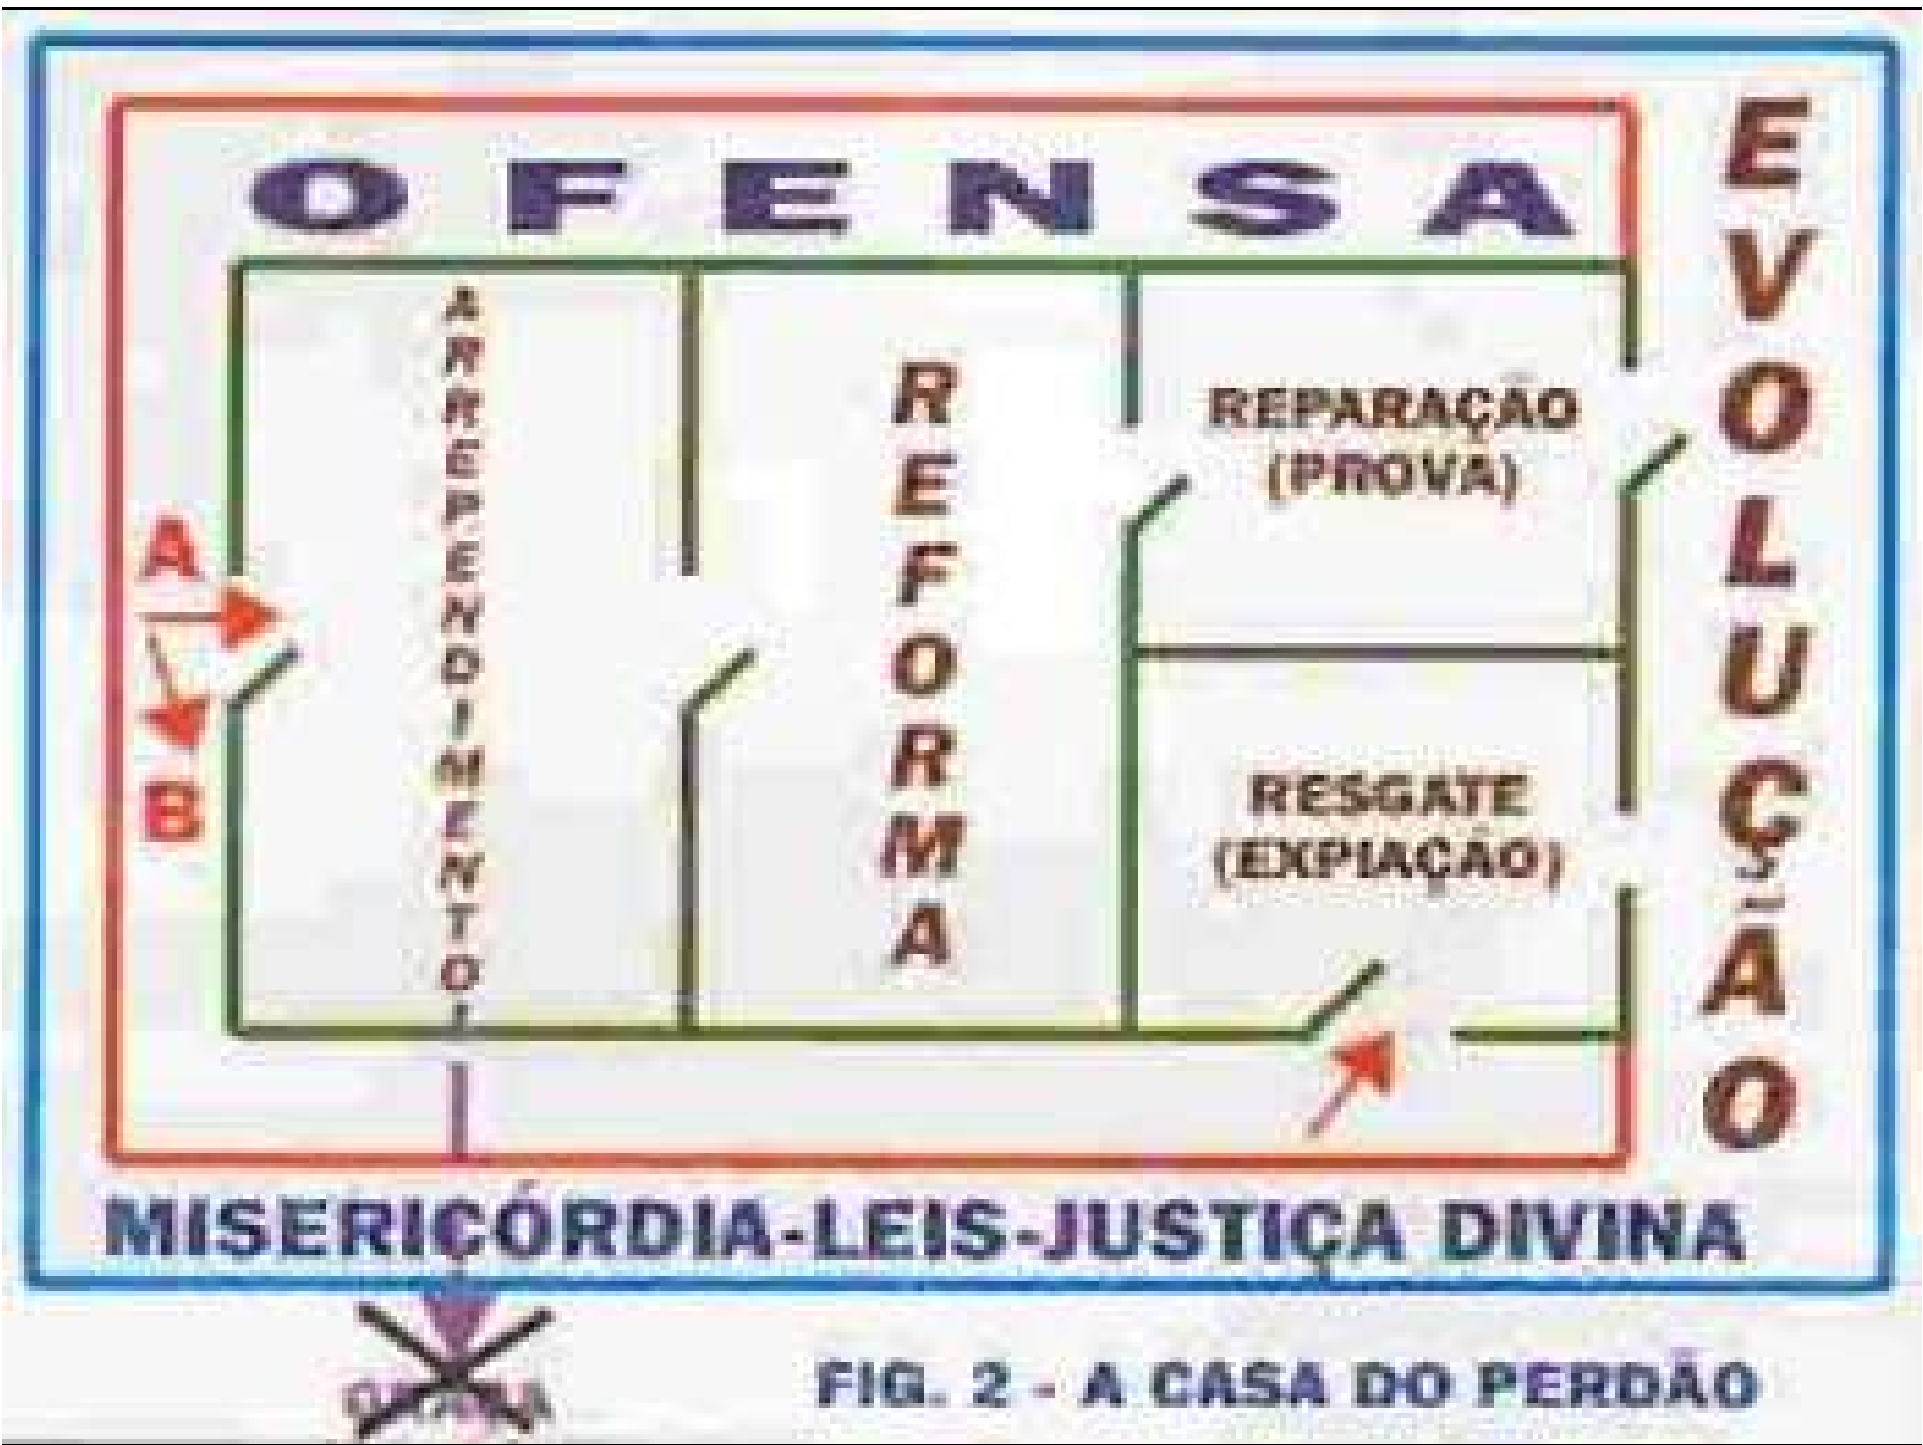 OFENSA
EVOLUÇÃO
ARREPENDIMENTO
REFORMA
REPARAÇÃO
(PROVA)
A
B
RESGATE
(EXPIAÇÃO)
MISERICÓRDIA-LEIS-JUSTIÇA DIVINA
FIG. 2 - A CASA DO PERDÃO